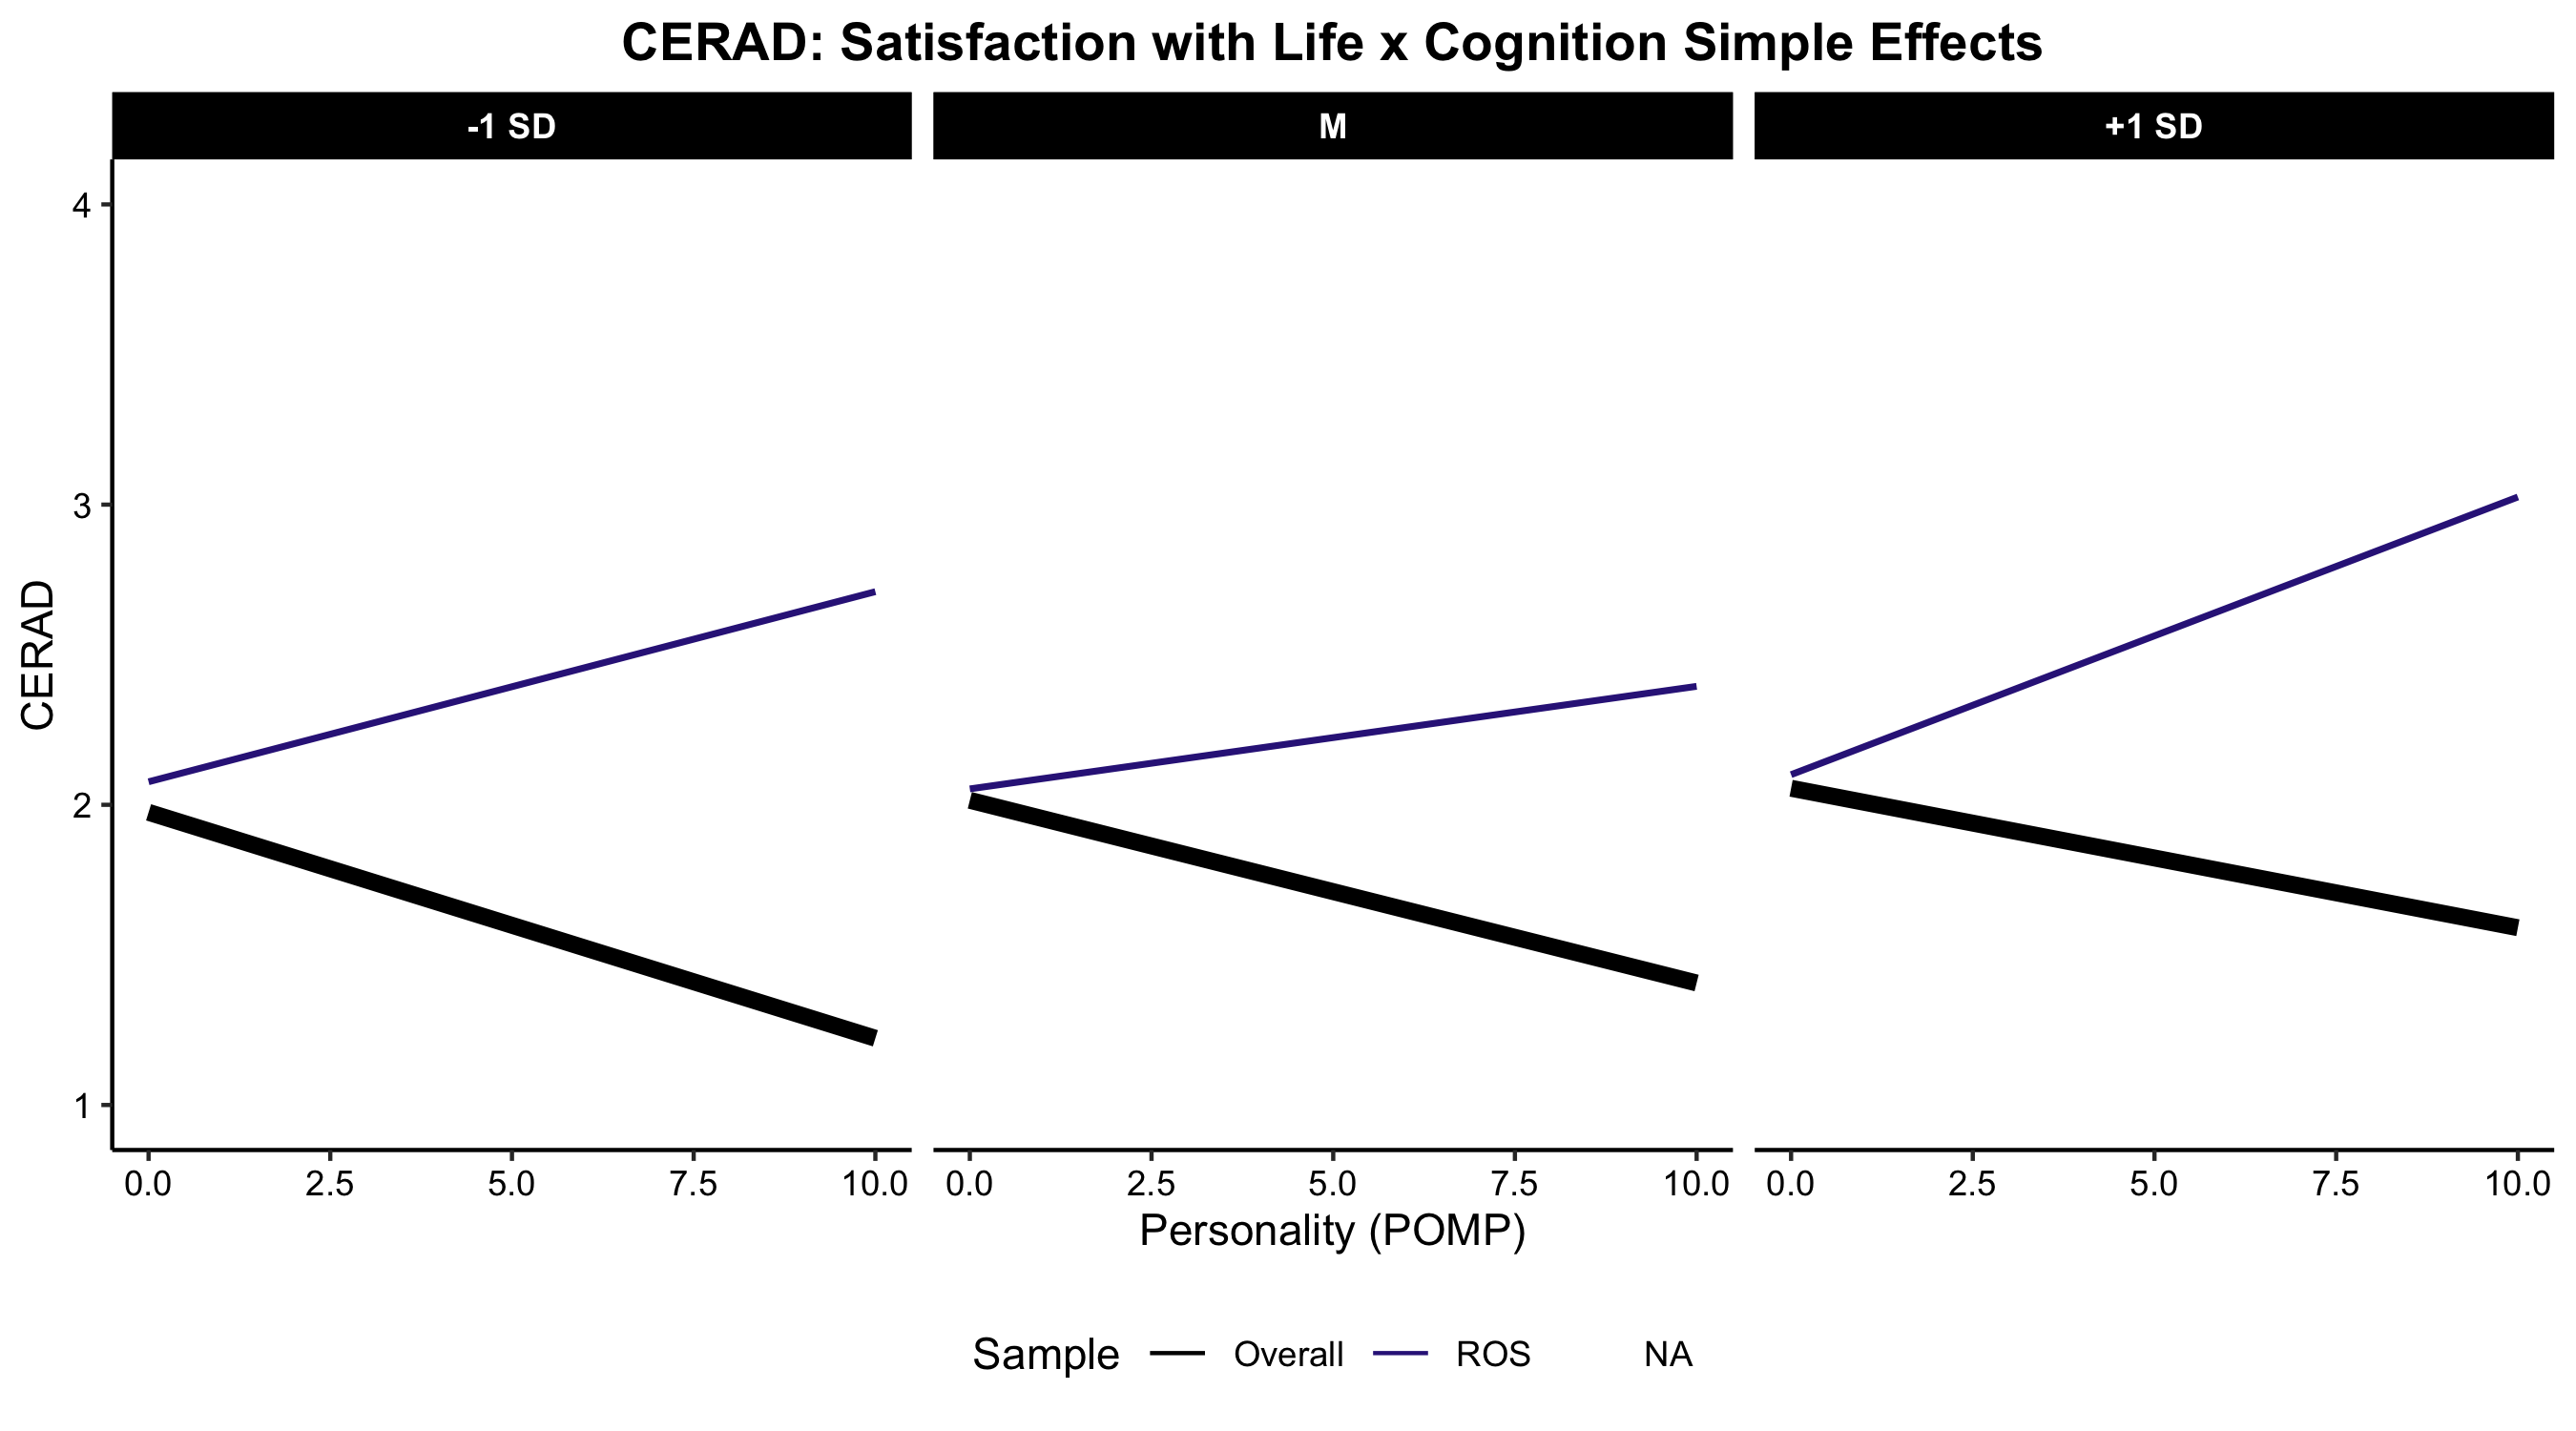 CERAD: Satisfaction with Life x Cognition Simple Effects
-1 SD M +1 SD
4
3
2
1
CERAD
0.0 2.5 5.0 7.5 10.0 0.0 2.5 5.0 7.5 10.0 0.0 2.5 5.0 7.5 10.0
Personality (POMP)
Sample Overall ROS NA